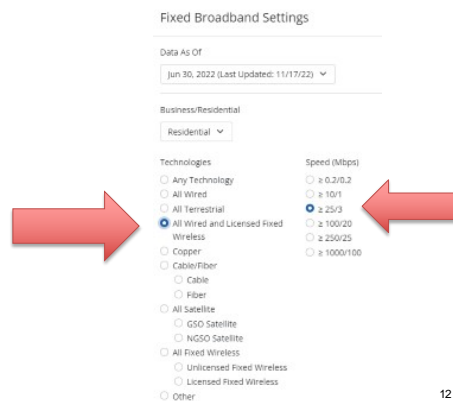 Fixed Broadband Settings
Data As Of
Jun 30, 2022 (Last Updated: 11/17/22)
Business/Residential
Residential
Technologies
Any Technology
All Wired
All Terrestrial
All Wired and Licensed Fixed
Wireless
Copper
Cable/Fiber
Cable
Fiber
All Satellite
GSO Satellite
NGSO Satellite
All Fixed Wireless
Unlicensed Fixed Wireless
Licensed Fixed Wireless
Other
Speed (Mbps)
≥ 0.2/0.2
≥ 10/1
≥ 25/3
≥ 100/20
≥ 250/25
≥ 1000/100
12